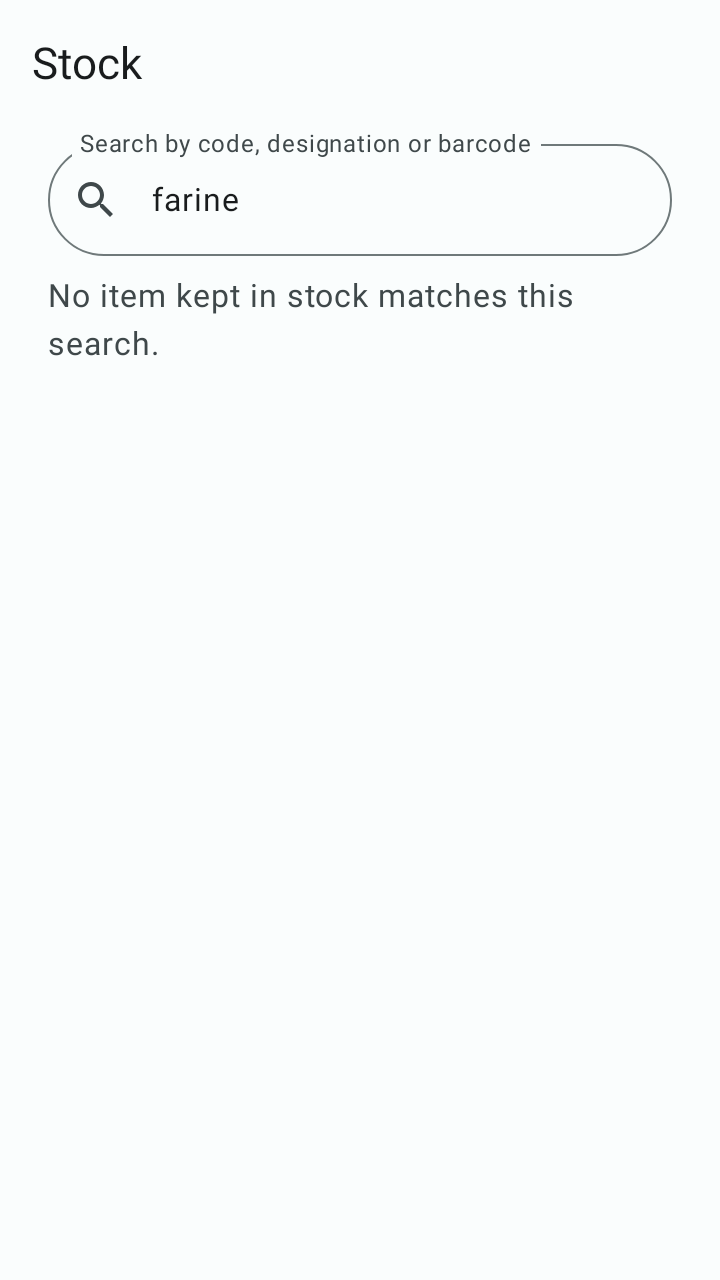 Stock
Search by code, designation or barcode
farine
No item kept in stock matches this
search.